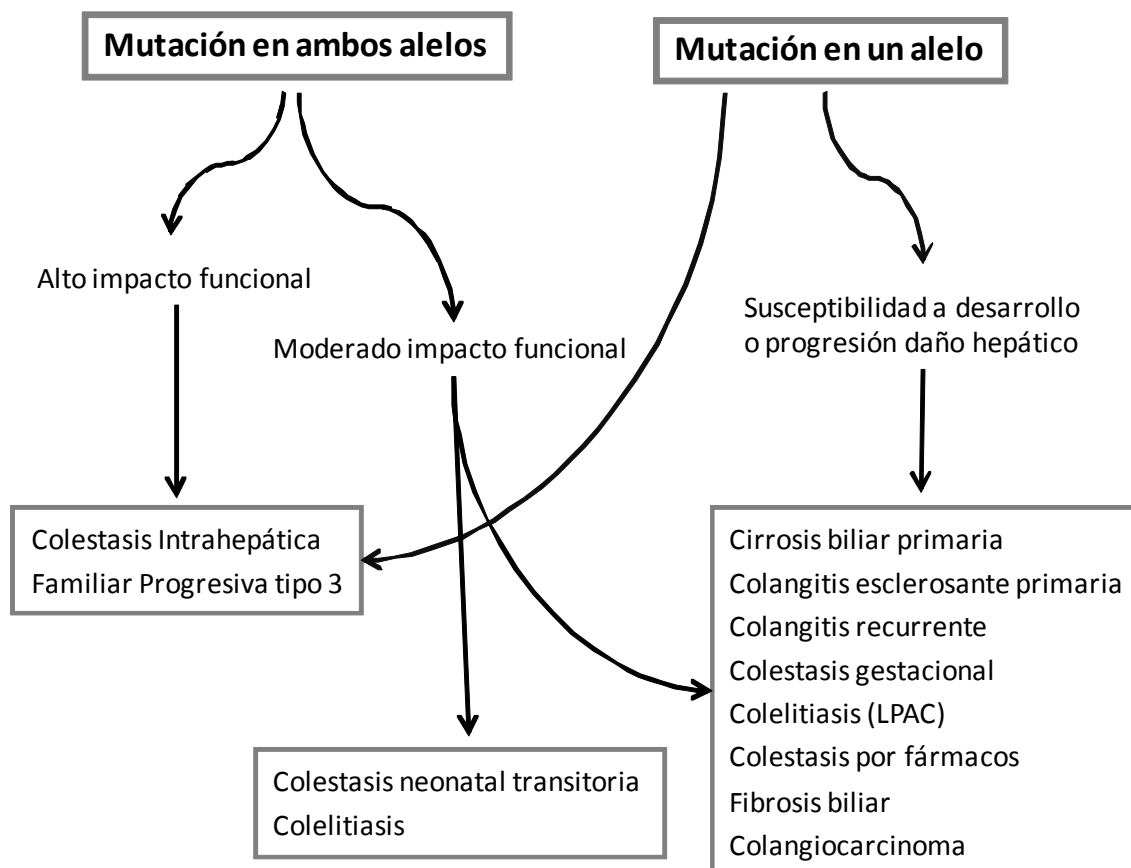 Mutación en ambos alelos
Mutación en un alelo
Alto impacto funcional
Moderado impacto funcional
Susceptibilidad a desarrollo
o progresión daño hepático
Colestasis Intrahepática
Familiar Progresiva tipo 3
Colestasis neonatal transitoria
Colelitiasis
Cirrosis biliar primaria
Colangitis esclerosante primaria
Colangitis recurrente
Colestasis gestacional
Colelitiasis (LPAC)
Colestasis por fármacos
Fibrosis biliar
Colangiocarcinoma